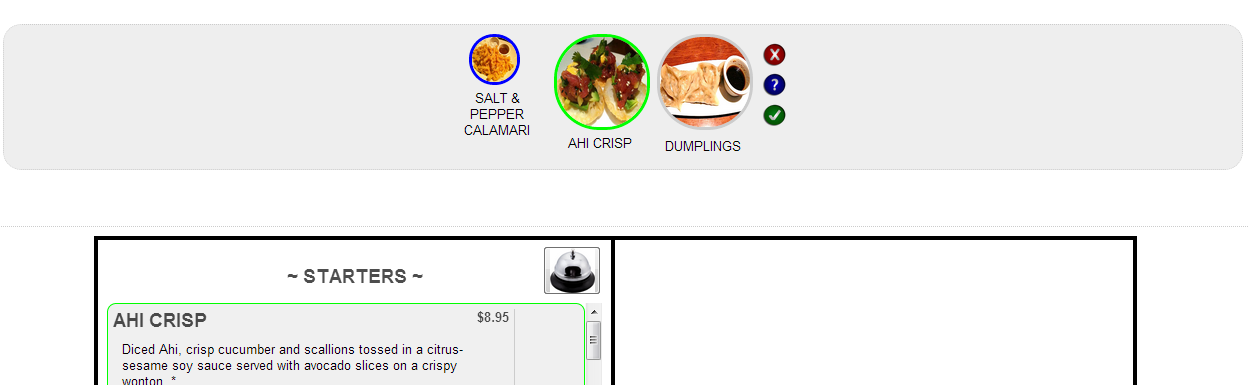 SALT &
PEPPER
CALAMARI
AHI CRISP
DUMPLINGS
X
?
~ STARTERS ~
AHI CRISP
$8.95
Diced Ahi, crisp cucumber and scallions tossed in a citrus-
sesame soy sauce served with avocado slices on a crispy
wonton. *